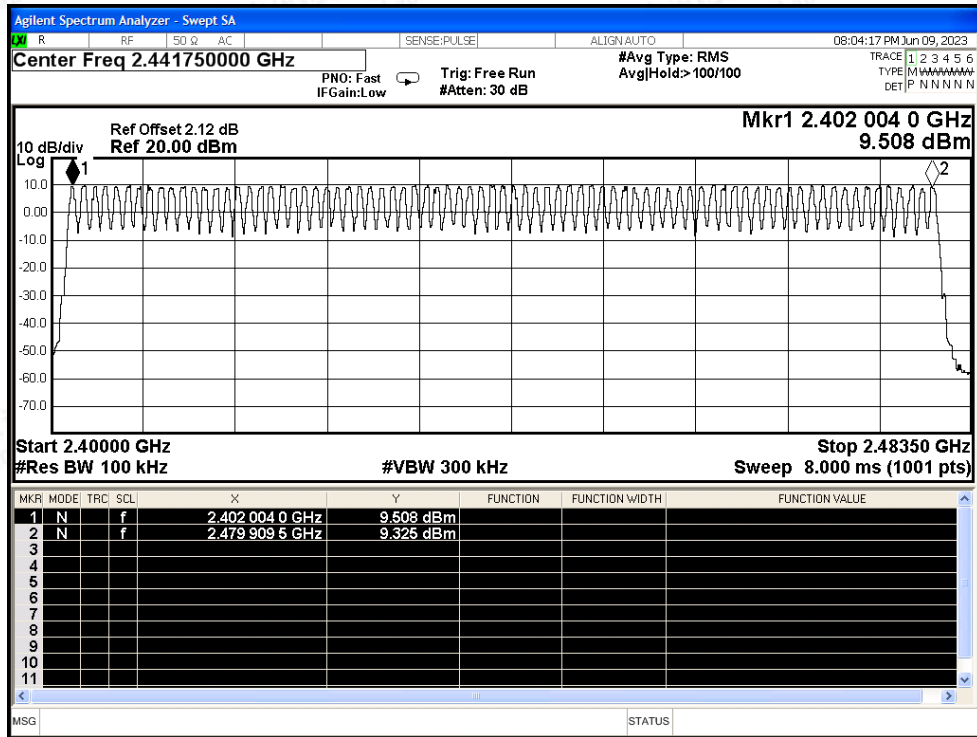 Agilent Spectrum Analyzer - Swept SA
LXI R RF 50 Ω AC SENSE:PULSE ALIGN AUTO 08:04:17 PM Jun 09, 2023
Center Freq 2.441750000 GHz #Avg Type: RMS TRACE 1 2 3 4 5 6
PNO: Fast Trig: Free Run Avg|Hold:>100/100 TYPE M
IFGain:Low #Atten: 30 dB DET P N N N N N
Mkr1 2.402 004 0 GHz
Ref Offset 2.12 dB
10 dB/div Ref 20.00 dBm 9.508 dBm
Log
1
2
10.0
0.00
-10.0
-20.0
-30.0
-40.0
-50.0
-60.0
-70.0
Start 2.40000 GHz Stop 2.48350 GHz
#Res BW 100 kHz #VBW 300 kHz Sweep 8.000 ms (1001 pts)
MKR MODE TRC SCL X Y FUNCTION FUNCTION WIDTH FUNCTION VALUE
1 N f 2.402 004 0 GHz 9.508 dBm
2 N f 2.479 909 5 GHz 9.325 dBm
3
4
5
6
7
8
9
10
11
MSG STATUS